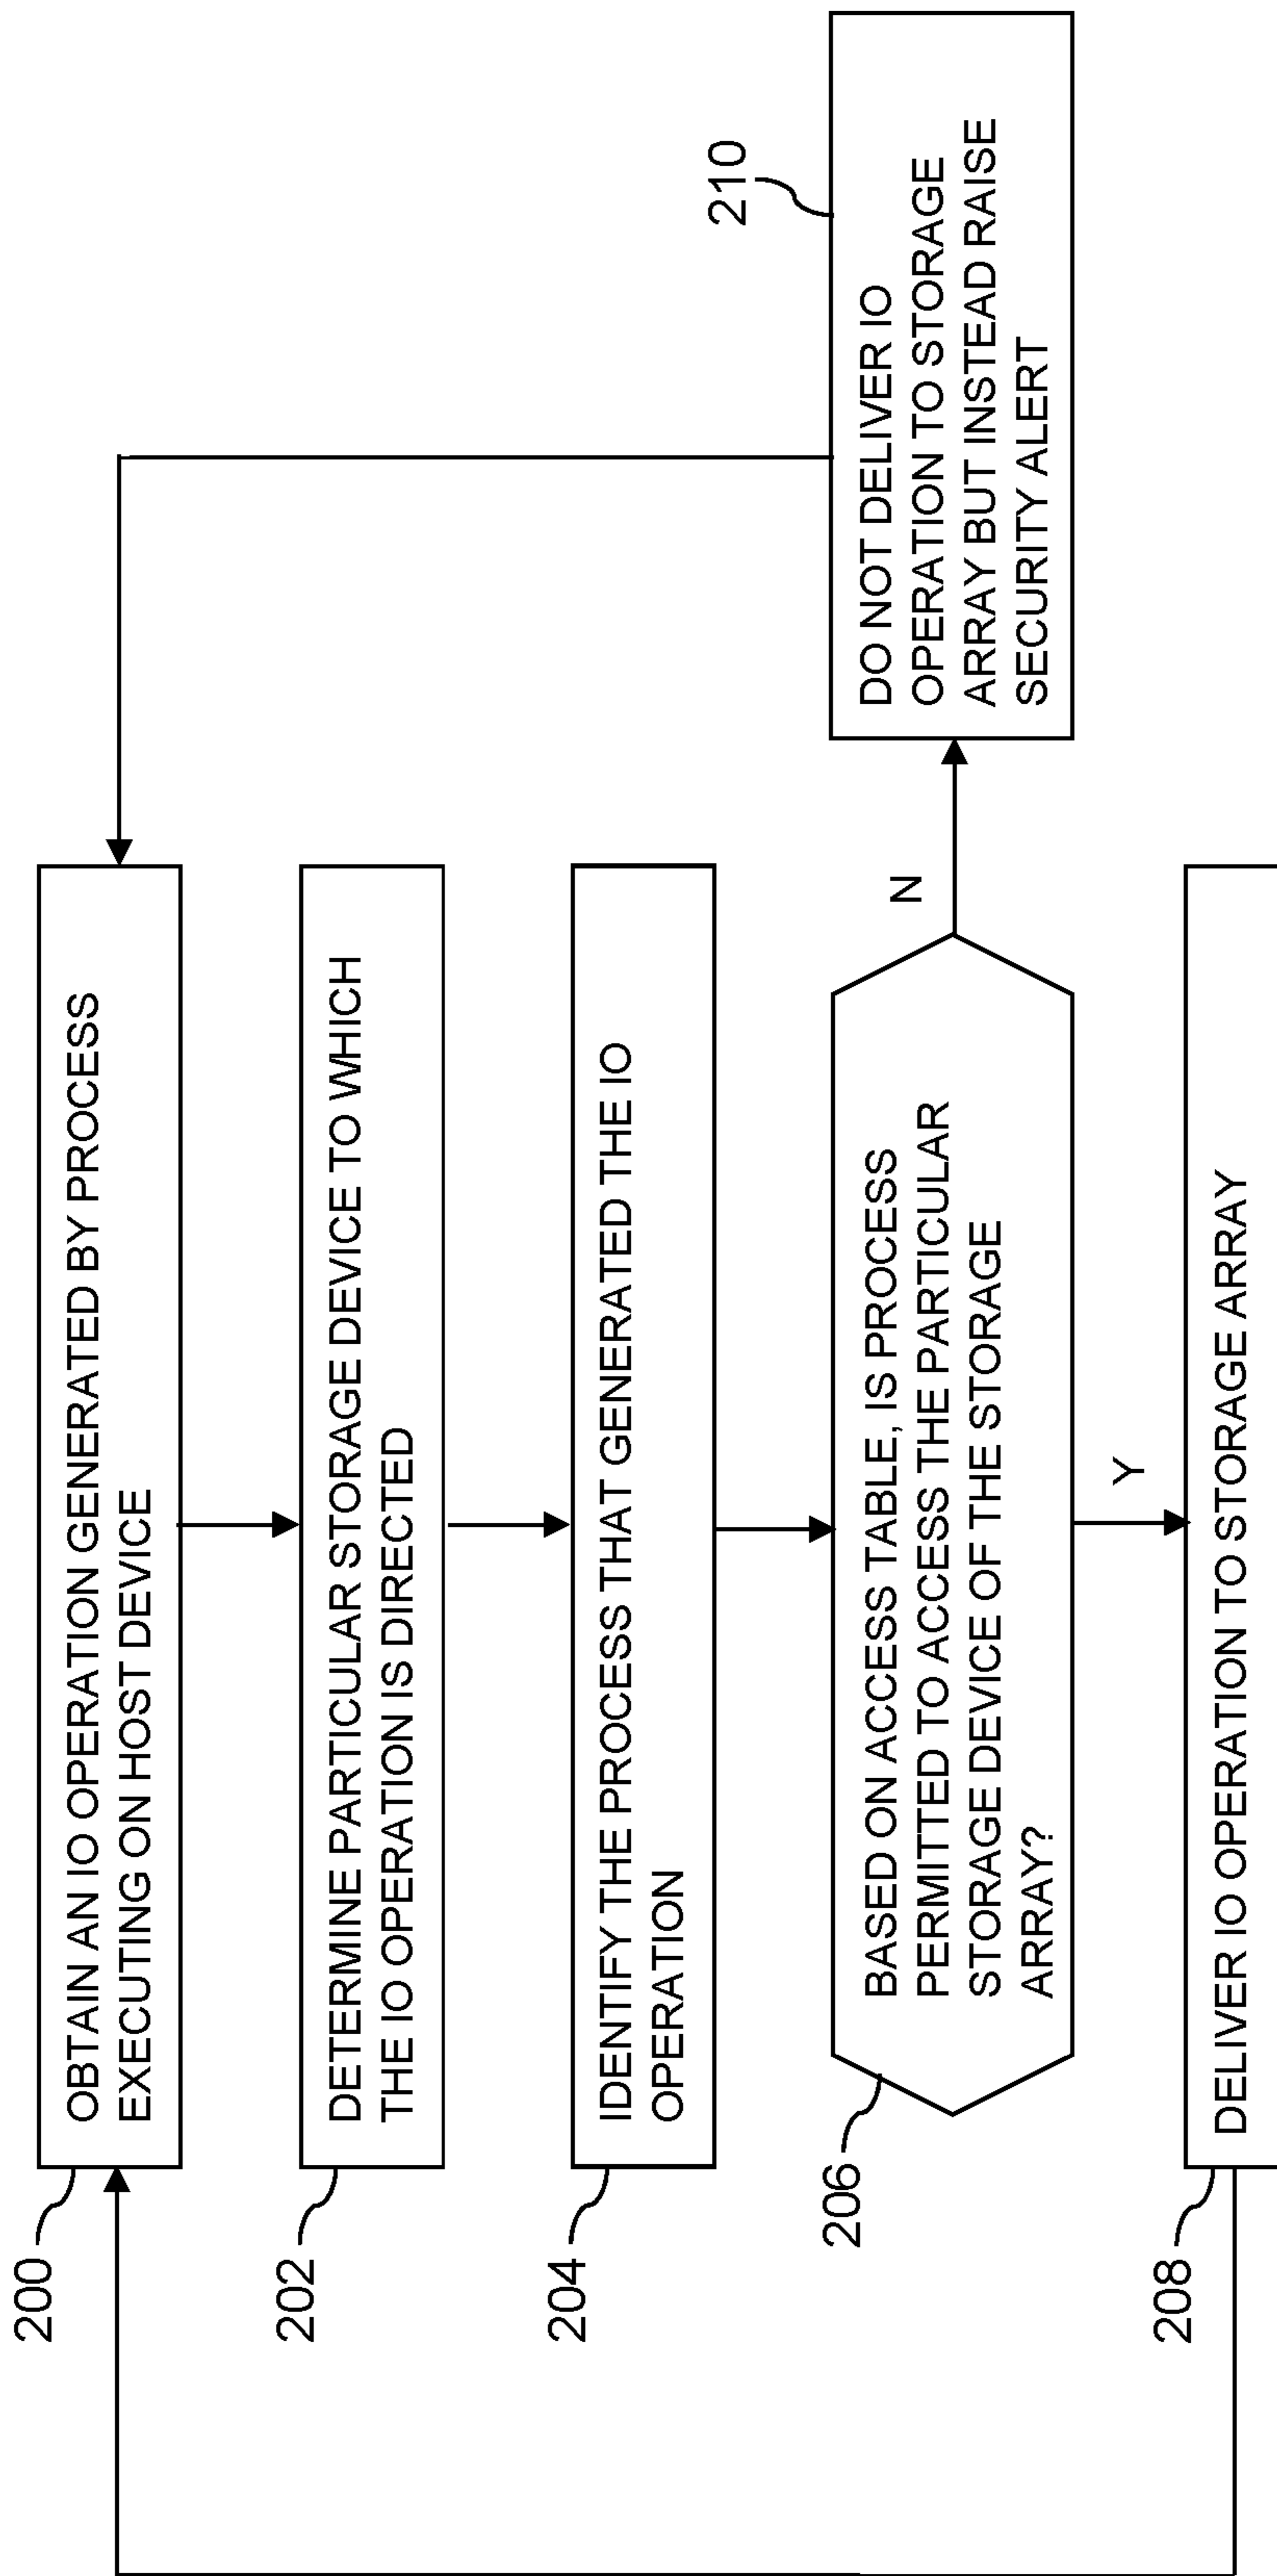 200
OBTAIN AN IO OPERATION GENERATED BY PROCESS
EXECUTING ON HOST DEVICE
202
DETERMINE PARTICULAR STORAGE DEVICE TO WHICH
THE IO OPERATION IS DIRECTED
204
IDENTIFY THE PROCESS THAT GENERATED THE IO
OPERATION
206
BASED ON ACCESS TABLE, IS PROCESS
PERMITTED TO ACCESS THE PARTICULAR
STORAGE DEVICE OF THE STORAGE
ARRAY?
N
210
DO NOT DELIVER IO
OPERATION TO STORAGE
ARRAY BUT INSTEAD RAISE
SECURITY ALERT
Y
208
DELIVER IO OPERATION TO STORAGE ARRAY